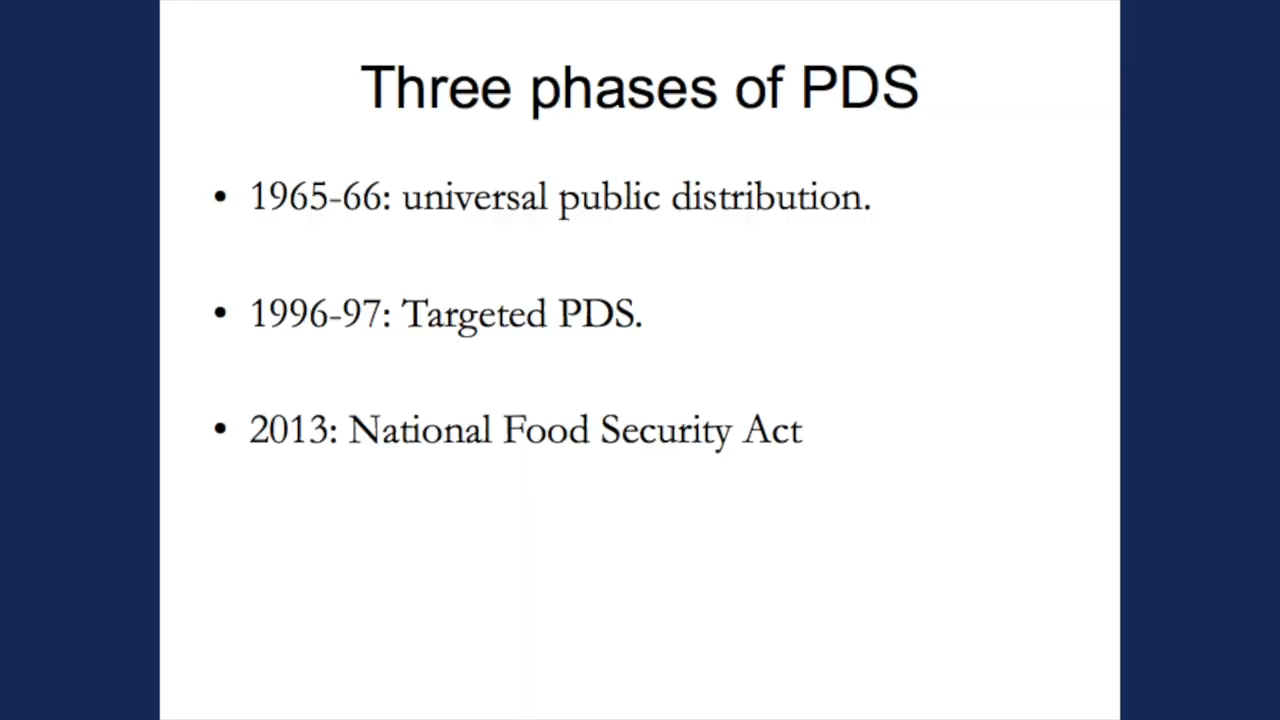 Three phases of PDS
• 1965-66: universal public distribution.
• 1996-97: Targeted PDS.
• 2013: National Food Security Act